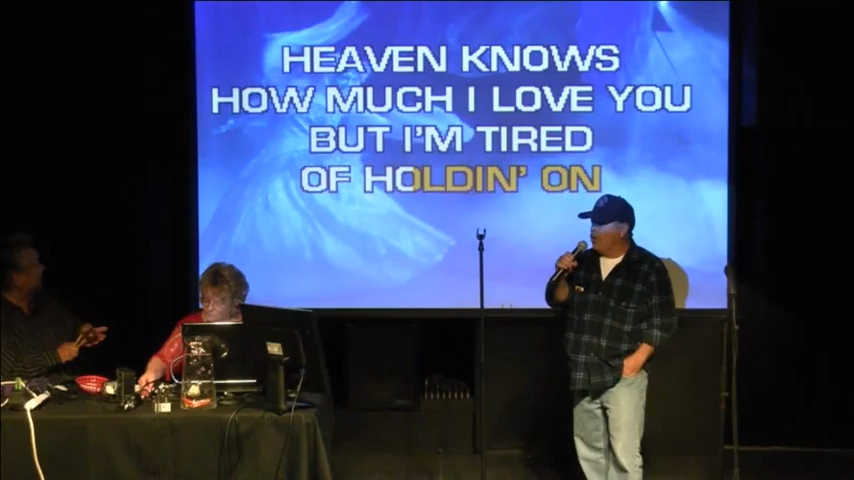 HEAVEN KNOWS
HOW MUCH I LOVE YOU
BUT I'M TIRED
OF HOLDIN' ON